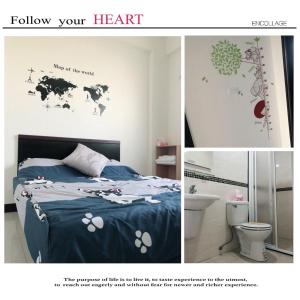 Follow your HEART
ENCOLLAGE
Map of the world
The purpose of life is to live it, to taste experience to the utmost,
to reach out eagerly and without fear for newer and richer experience.